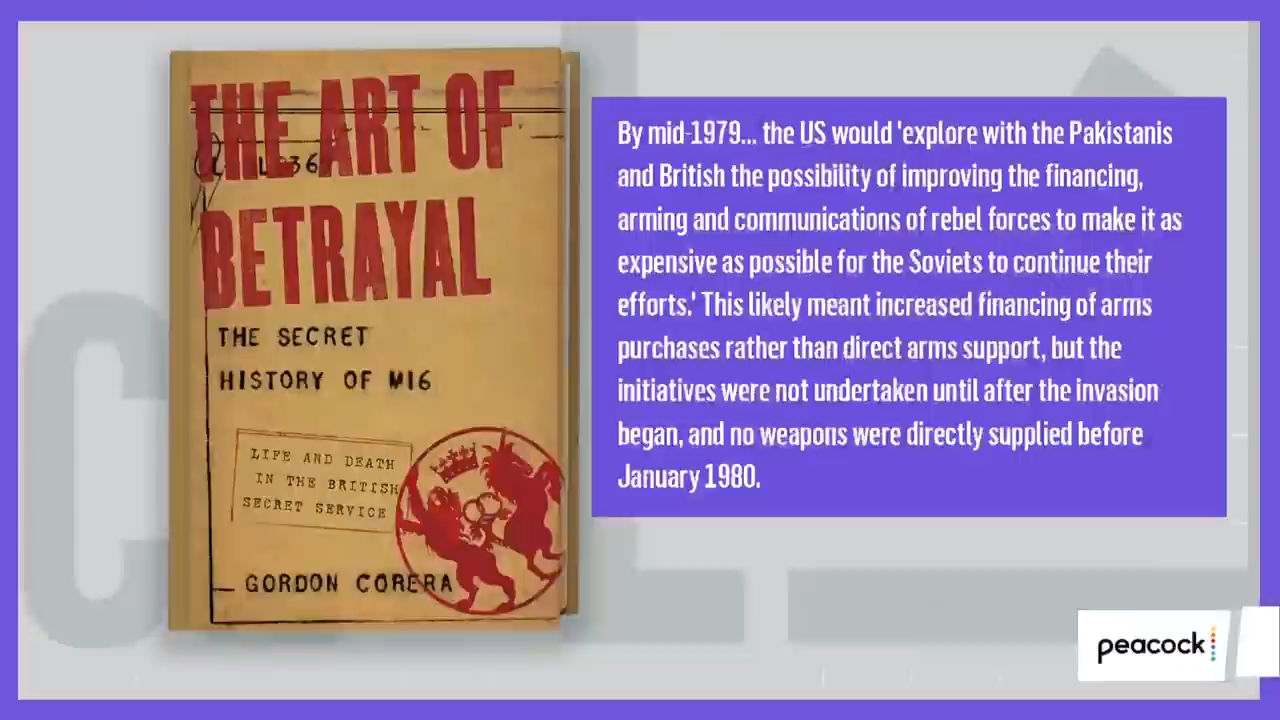 THE ART OF
BETRAYAL
THE SECRET
HISTORY OF MI6
LIFE AND DEATH
IN THE BRITISH
SECRET SERVICE
GORDON CORERA
By mid-1979... the US would 'explore with the Pakistanis
and British the possibility of improving the financing,
arming and communications of rebel forces to make it as
expensive as possible for the Soviets to continue their
efforts.' This likely meant increased financing of arms
purchases rather than direct arms support, but the
initiatives were not undertaken until after the invasion
began, and no weapons were directly supplied before
January 1980.
peacock